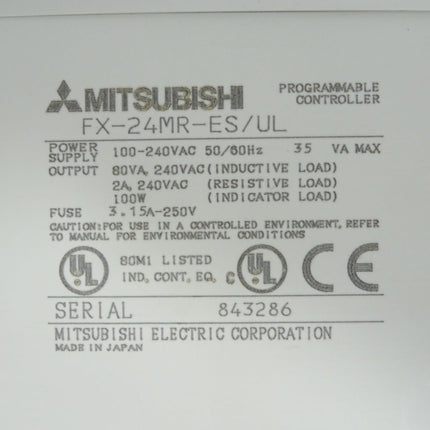 MITSUBISHI PROGRAMMABLE CONTROLLER
FX-24MR-ES/UL
POWER SUPPLY 100-240VAC 50/60Hz 35 VA MAX
OUTPUT 80VA, 240VAC (INDUCTIVE LOAD)
2A, 240VAC (RESISTIVE LOAD)
100W (INDICATOR LOAD)
FUSE 3.15A-250V
CAUTION:FOR USE IN A CONTROLLED ENVIRONMENT, REFER
TO MANUAL FOR ENVIRONMENTAL CONDITIONS
UL 80M1 LISTED C UL CE
IND, CONT, EQ,
SERIAL 843286
MITSUBISHI ELECTRIC CORPORATION
MADE IN JAPAN